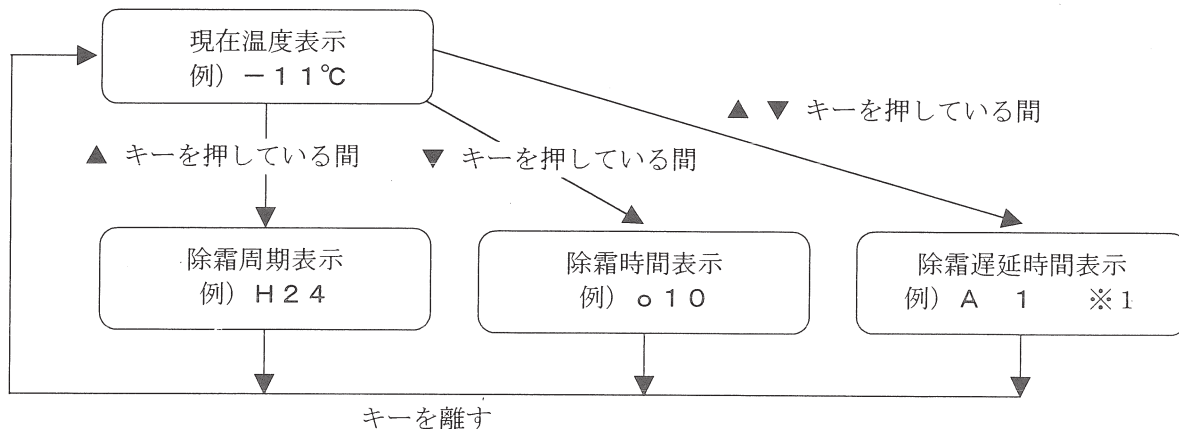 現在温度表示
例）－１１℃
▲ ▼ キーを押している間
▲ キーを押している間
▼ キーを押している間
除霜周期表示
例）Ｈ２４
除霜時間表示
例）ｏ１０
除霜遅延時間表示
例）Ａ　１　※１
キーを離す